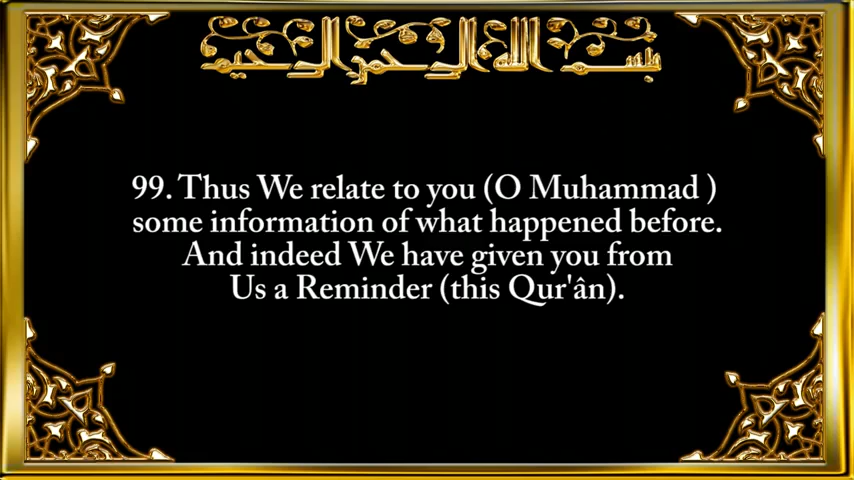 بسم الله الرحمن الرحيم
99. Thus We relate to you (O Muhammad )
some information of what happened before.
And indeed We have given you from
Us a Reminder (this Qur'ân).